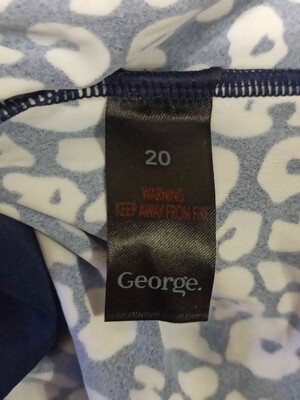 20
WARNING
KEEP AWAY FROM FIRE
George.